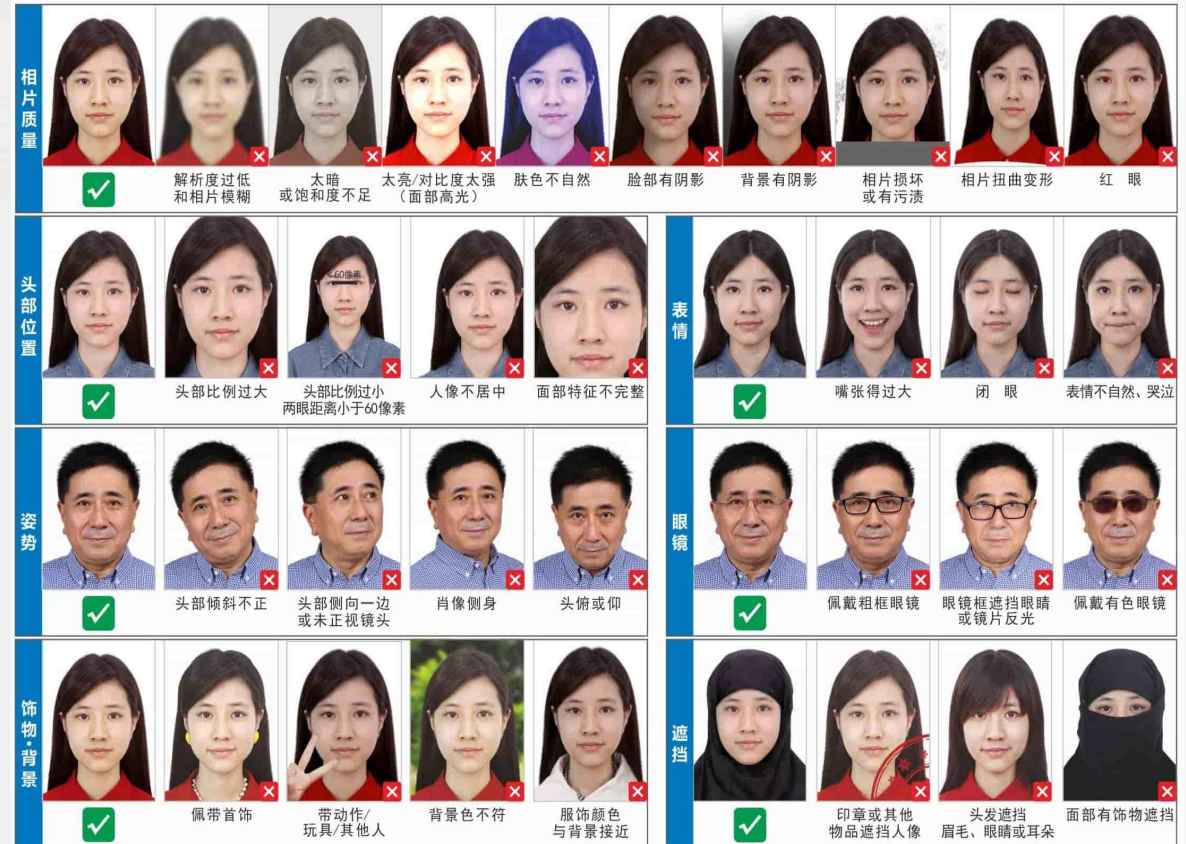 相片质量
解析度过低
和相片模糊
太暗
或饱和度不足
太亮/对比度太强
(面部高光)
肤色不自然
脸部有阴影
背景有阴影
相片损坏
或有污渍
相片扭曲变形
红 眼
头部位置
头部比例过大
60像素
头部比例过小
两眼距离小于60像素
人像不居中
面部特征不完整
表情
嘴张得过大
闭 眼
表情不自然、哭泣
姿势
头部倾斜不正
头部侧向一边
或未正视镜头
肖像侧身
头俯或仰
眼镜
佩戴粗框眼镜
眼镜框遮挡眼睛
或镜片反光
佩戴有色眼镜
饰物·背景
佩带首饰
带动作/
玩具/其他人
背景色不符
服饰颜色
与背景接近
遮挡
印章或其他
物品遮挡人像
头发遮挡
眉毛、眼睛或耳朵
面部有饰物遮挡